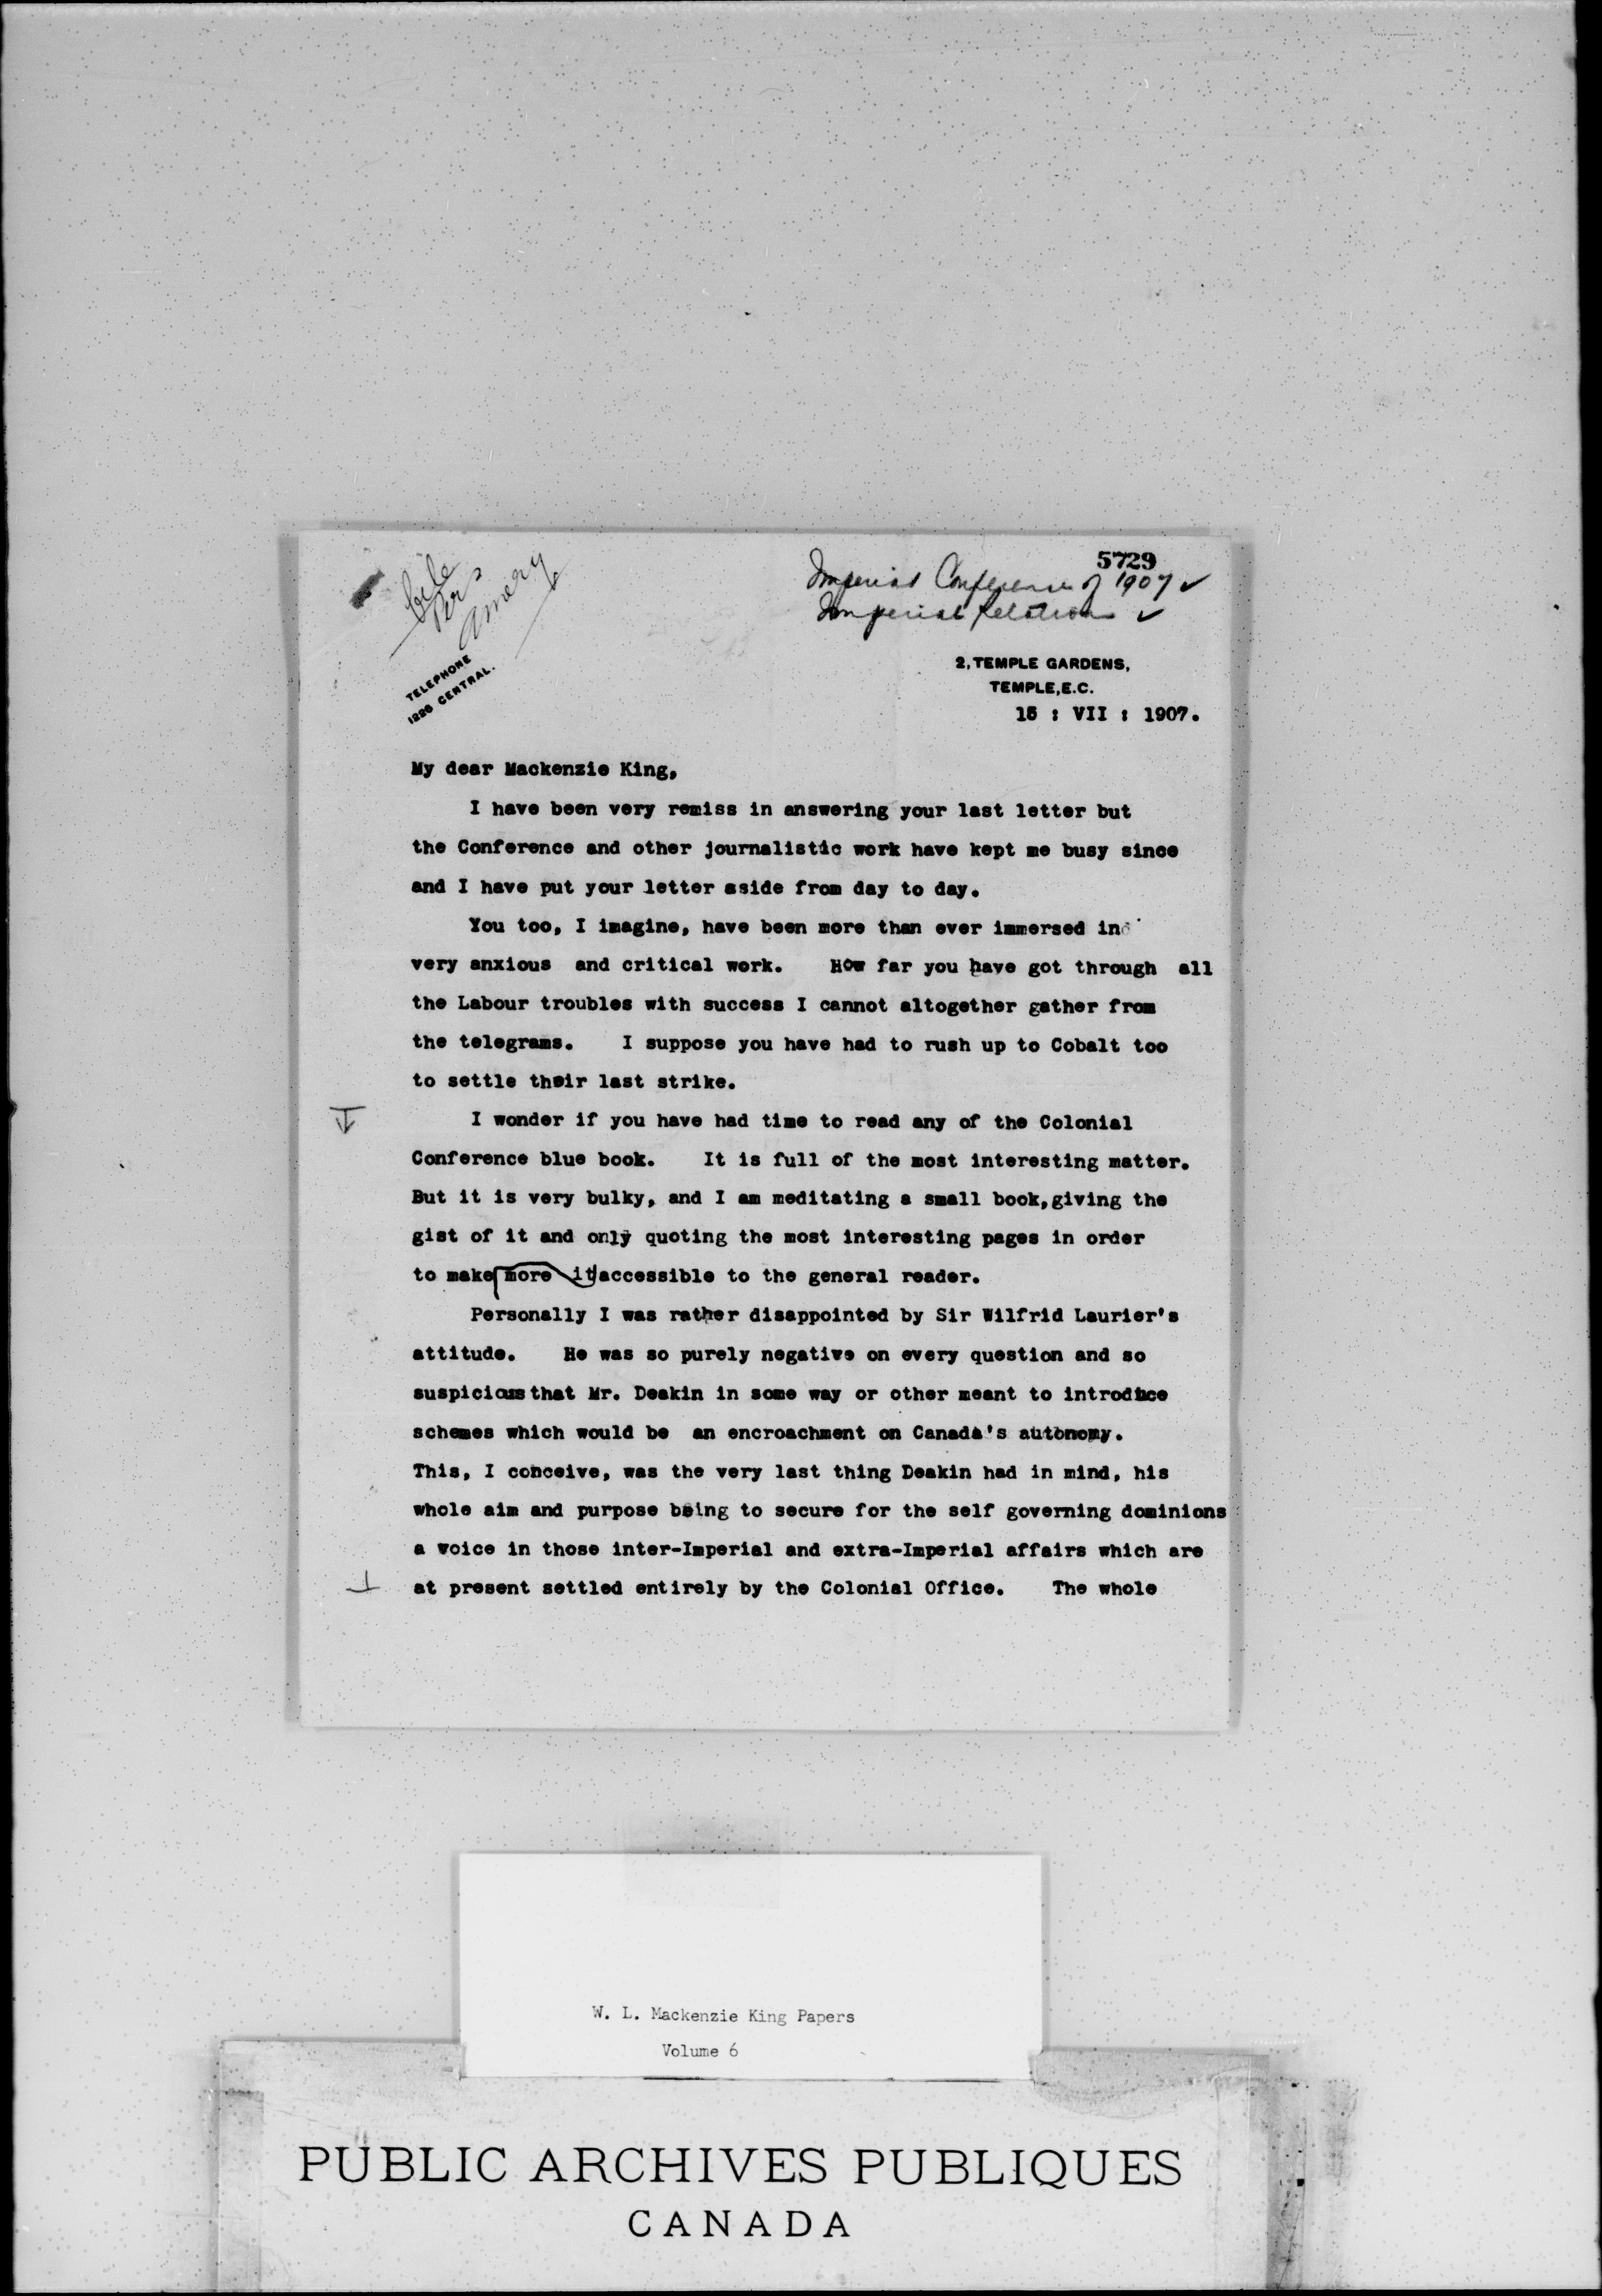 5729
File
Pers
Amery
Imperial Conference of 1907 ✓
Imperial Relations ✓
TELEPHONE
1226 CENTRAL.
2, TEMPLE GARDENS,
TEMPLE, E.C.
15 : VII : 1907.
My dear Mackenzie King,
I have been very remiss in answering your last letter but
the Conference and other journalistic work have kept me busy since
and I have put your letter aside from day to day.
You too, I imagine, have been more than ever immersed in
very anxious and critical work. How far you have got through all
the Labour troubles with success I cannot altogether gather from
the telegrams. I suppose you have had to rush up to Cobalt too
to settle their last strike.
I wonder if you have had time to read any of the Colonial
Conference blue book. It is full of the most interesting matter.
But it is very bulky, and I am meditating a small book, giving the
gist of it and only quoting the most interesting pages in order
to make more it accessible to the general reader.
Personally I was rather disappointed by Sir Wilfrid Laurier's
attitude. He was so purely negative on every question and so
suspicious that Mr. Deakin in some way or other meant to introduce
schemes which would be an encroachment on Canada's autonomy.
This, I conceive, was the very last thing Deakin had in mind, his
whole aim and purpose being to secure for the self governing dominions
a voice in those inter-Imperial and extra-Imperial affairs which are
at present settled entirely by the Colonial Office. The whole
W. L. Mackenzie King Papers
Volume 6
PUBLIC ARCHIVES PUBLIQUES
CANADA